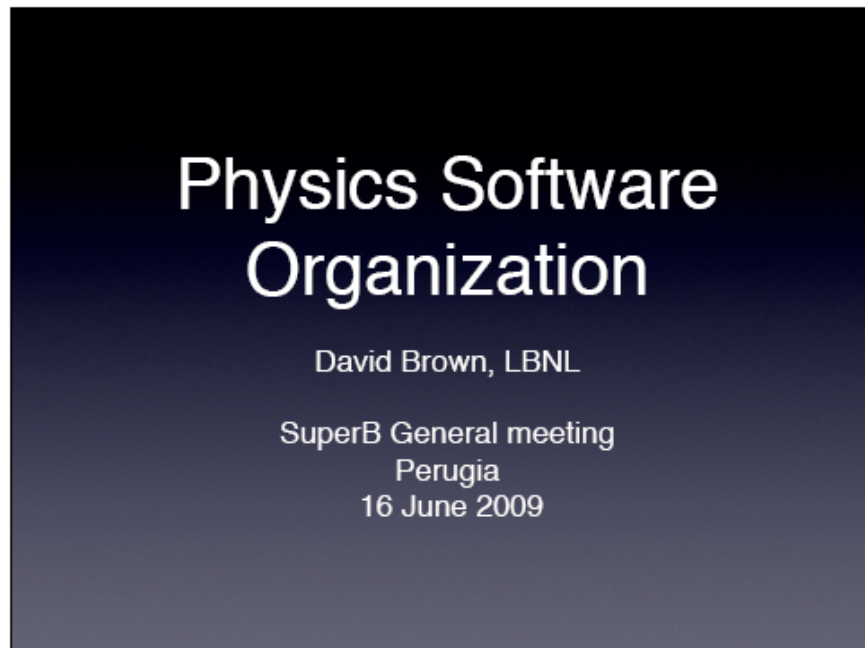 Physics Software
Organization
David Brown, LBNL
SuperB General meeting
Perugia
16 June 2009